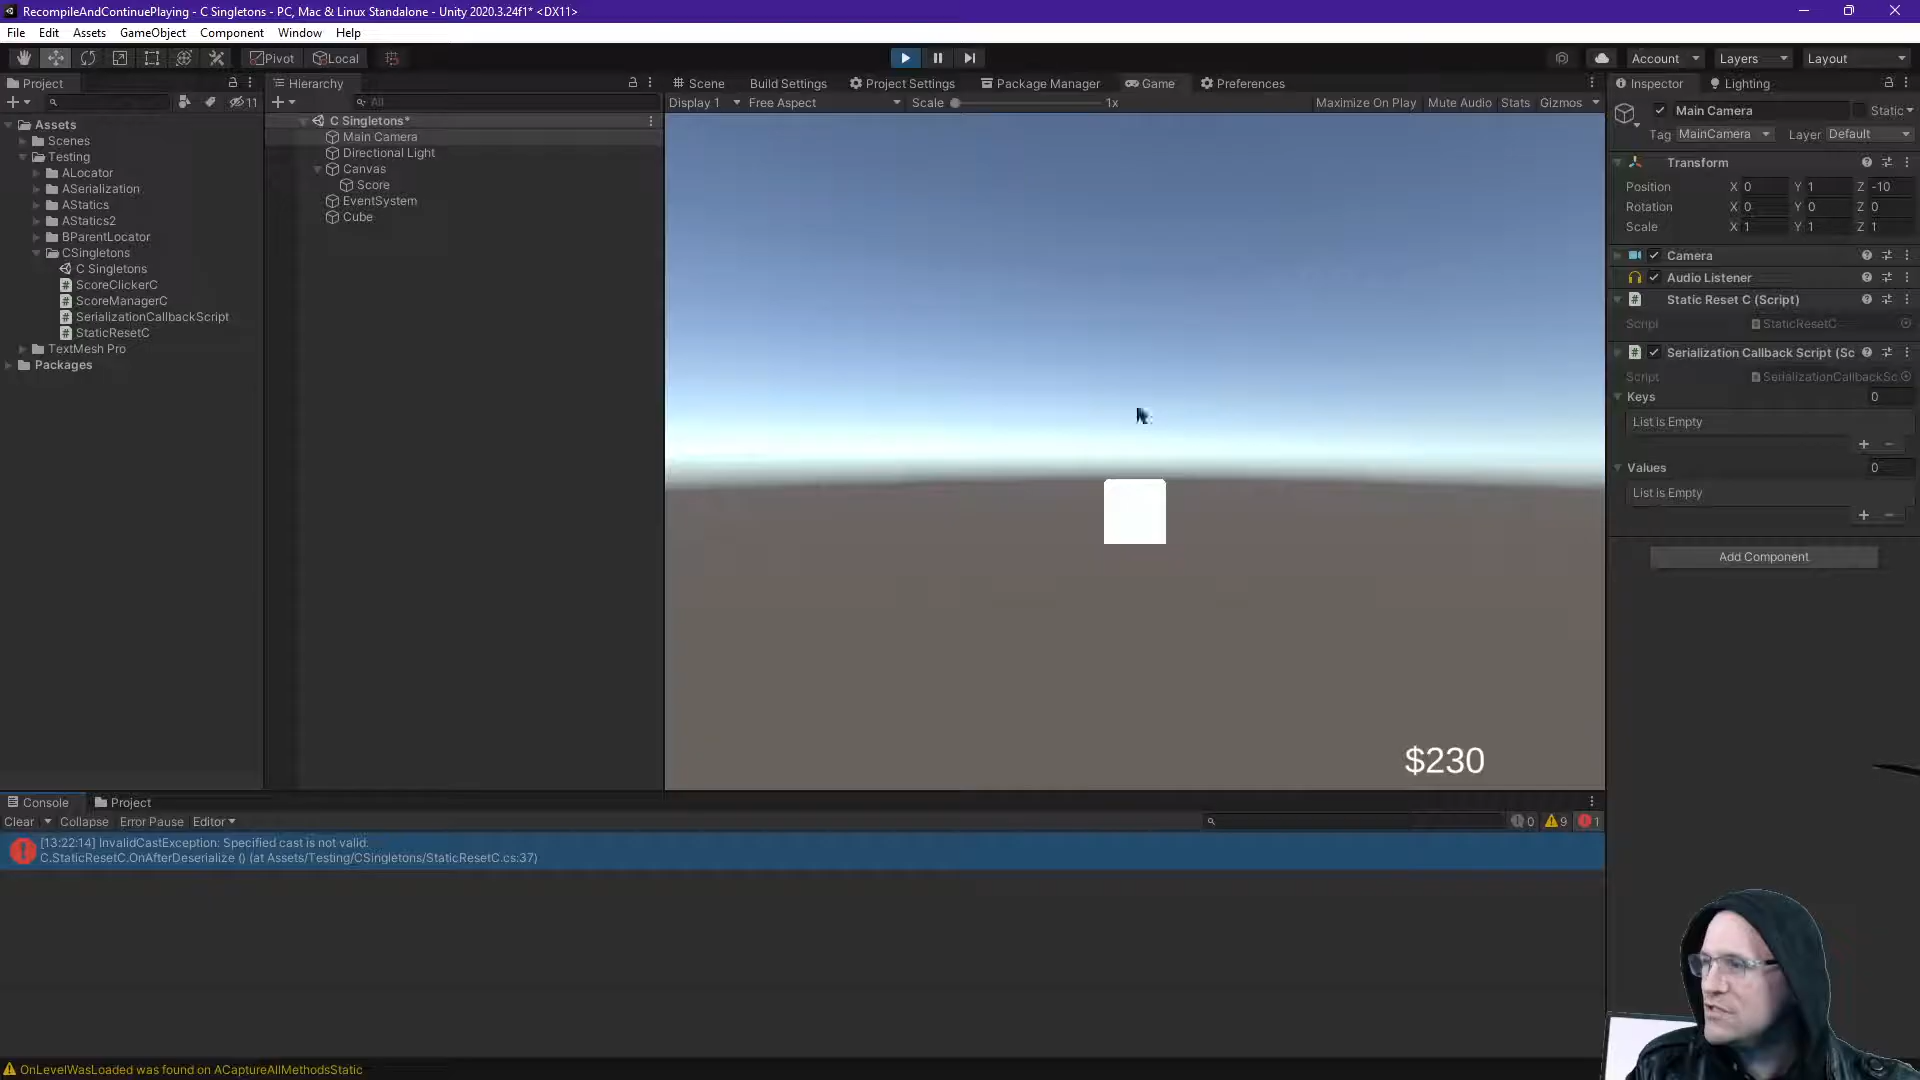 RecompileAndContinuePlaying - C Singletons - PC, Mac & Linux Standalone - Unity 2020.3.24f1* <DX11>
File Edit Assets GameObject Component Window Help
Pivot Local Account Layers Layout
Project Hierarchy Scene Build Settings Project Settings Package Manager Game Preferences Inspector Lighting
11 All Display 1 Free Aspect Scale 1x Maximize On Play Mute Audio Stats Gizmos
Main Camera Static
Tag MainCamera Layer Default
Assets
Scenes
Testing
ALocator
ASerialization
AStatics
AStatics2
BParentLocator
CSingletons
C Singletons
ScoreClickerC
ScoreManagerC
SerializationCallbackScript
StaticResetC
TextMesh Pro
Packages
C Singletons*
Main Camera
Directional Light
Canvas
Score
EventSystem
Cube
$230
Transform
Position X 0 Y 1 Z -10
Rotation X 0 Y 0 Z 0
Scale X 1 Y 1 Z 1
Camera
Audio Listener
Static Reset C (Script)
Script StaticResetC
Serialization Callback Script (Sc
Script SerializationCallbackSc
Keys 0
List is Empty
Values 0
List is Empty
Add Component
Console Project
Clear Collapse Error Pause Editor 0 9 1
[13:22:14] InvalidCastException: Specified cast is not valid.
C.StaticResetC.OnAfterDeserialize () (at Assets/Testing/CSingletons/StaticResetC.cs:37)
OnLevelWasLoaded was found on ACaptureAllMethodsStatic